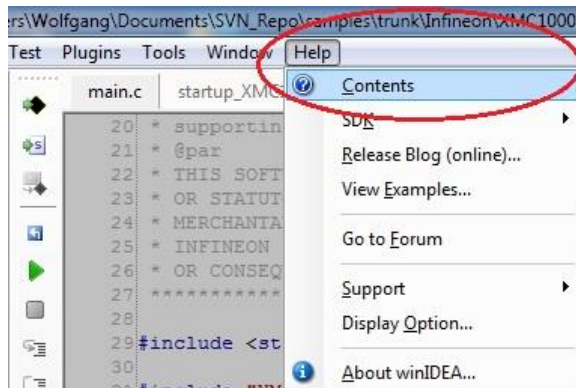 rs\Wolfgang\Documents\SVN_Repo\samples\trunk\Infineon\XMC1000
Test Plugins Tools Window Help
main.c startup_XMC
Contents
SDK
Release Blog (online)...
View Examples...
Go to Forum
Support
Display Option...
About winIDEA...
20 * supportin
21 * @par
22 * THIS SOFT
23 * OR STATUT
24 * MERCHANTA
25 * INFINEON
26 * OR CONSEQ
27 ***********
28
29 #include <st
30